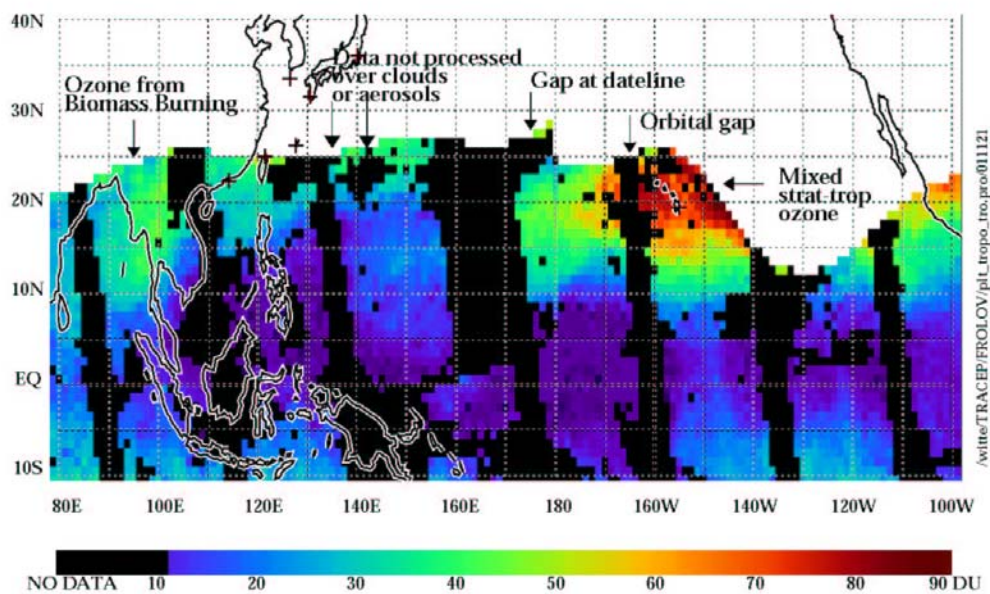 40N
30N
20N
10N
EQ
10S
Ozone from
Biomass Burning
Data not processed
over clouds
or aerosols
Gap at dateline
Orbital gap
Mixed
strat-trop
ozone
80E 100E 120E 140E 160E 180 160W 140W 120W 100W
NO DATA 10 20 30 40 50 60 70 80 90 DU
/witte/TRACEP/FROLOV/plt_tropo_tro.pro/011121